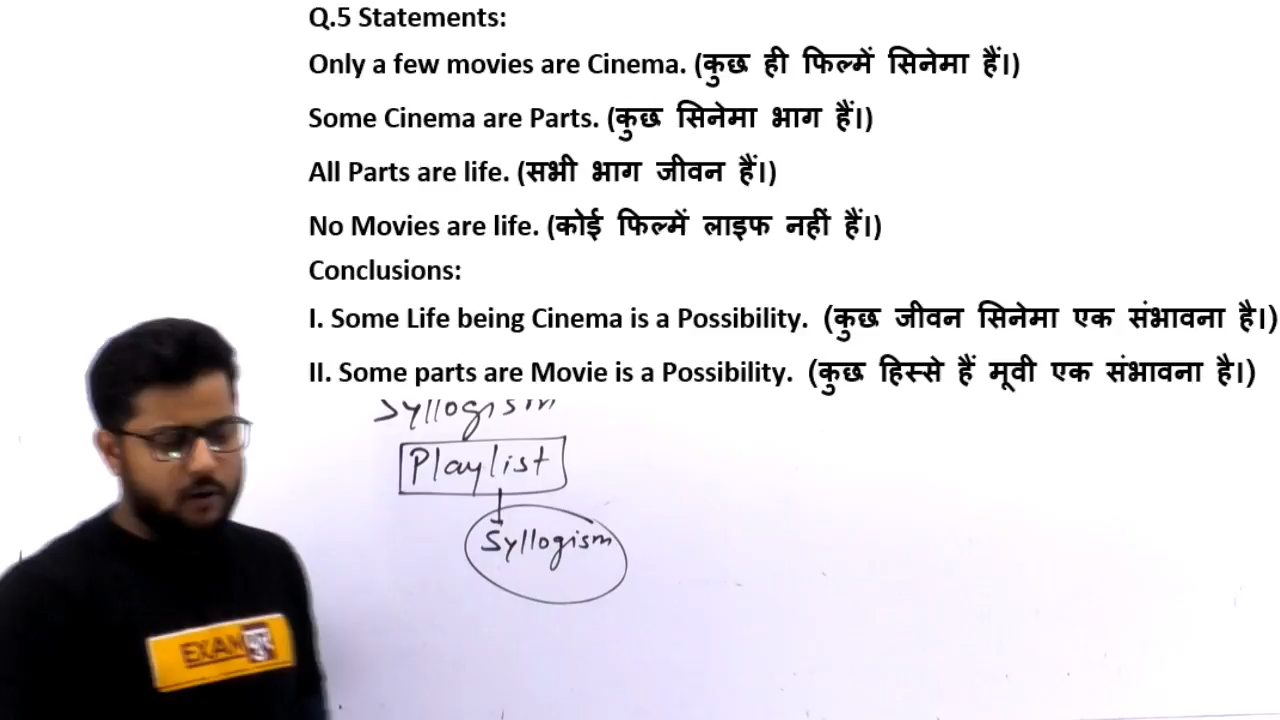 Q.5 Statements:
Only a few movies are Cinema. (कुछ ही फिल्में सिनेमा हैं।)
Some Cinema are Parts. (कुछ सिनेमा भाग हैं।)
All Parts are life. (सभी भाग जीवन हैं।)
No Movies are life. (कोई फिल्में लाइफ नहीं हैं।)
Conclusions:
I. Some Life being Cinema is a Possibility. (कुछ जीवन सिनेमा एक संभावना है।)
II. Some parts are Movie is a Possibility. (कुछ हिस्से हैं मूवी एक संभावना है।)
Syllogism
Playlist
Syllogism
EXAM